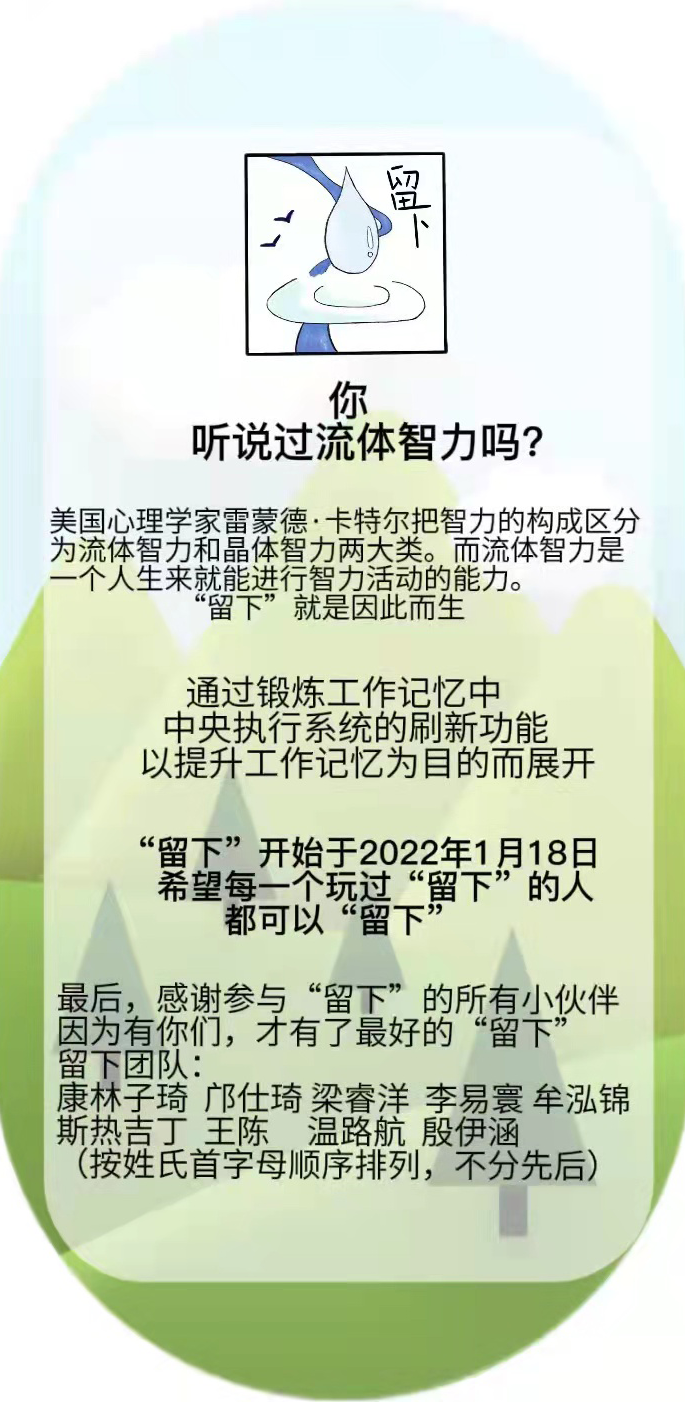 留下
你
听说过流体智力吗?
美国心理学家雷蒙德·卡特尔把智力的构成区分
为流体智力和晶体智力两大类。而流体智力是
一个人生来就能进行智力活动的能力。
“留下”就是因此而生
通过锻炼工作记忆中
中央执行系统的刷新功能
以提升工作记忆为目的而展开
“留下”开始于2022年1月18日
希望每一个玩过“留下”的人
都可以“留下”
最后，感谢参与“留下”的所有小伙伴
因为有你们，才有了最好的“留下”
留下团队：
康林子琦 邝仕琦 梁睿洋 李易寰 牟泓锦
斯热吉丁 王陈 温路航 殷伊涵
（按姓氏首字母顺序排列，不分先后）